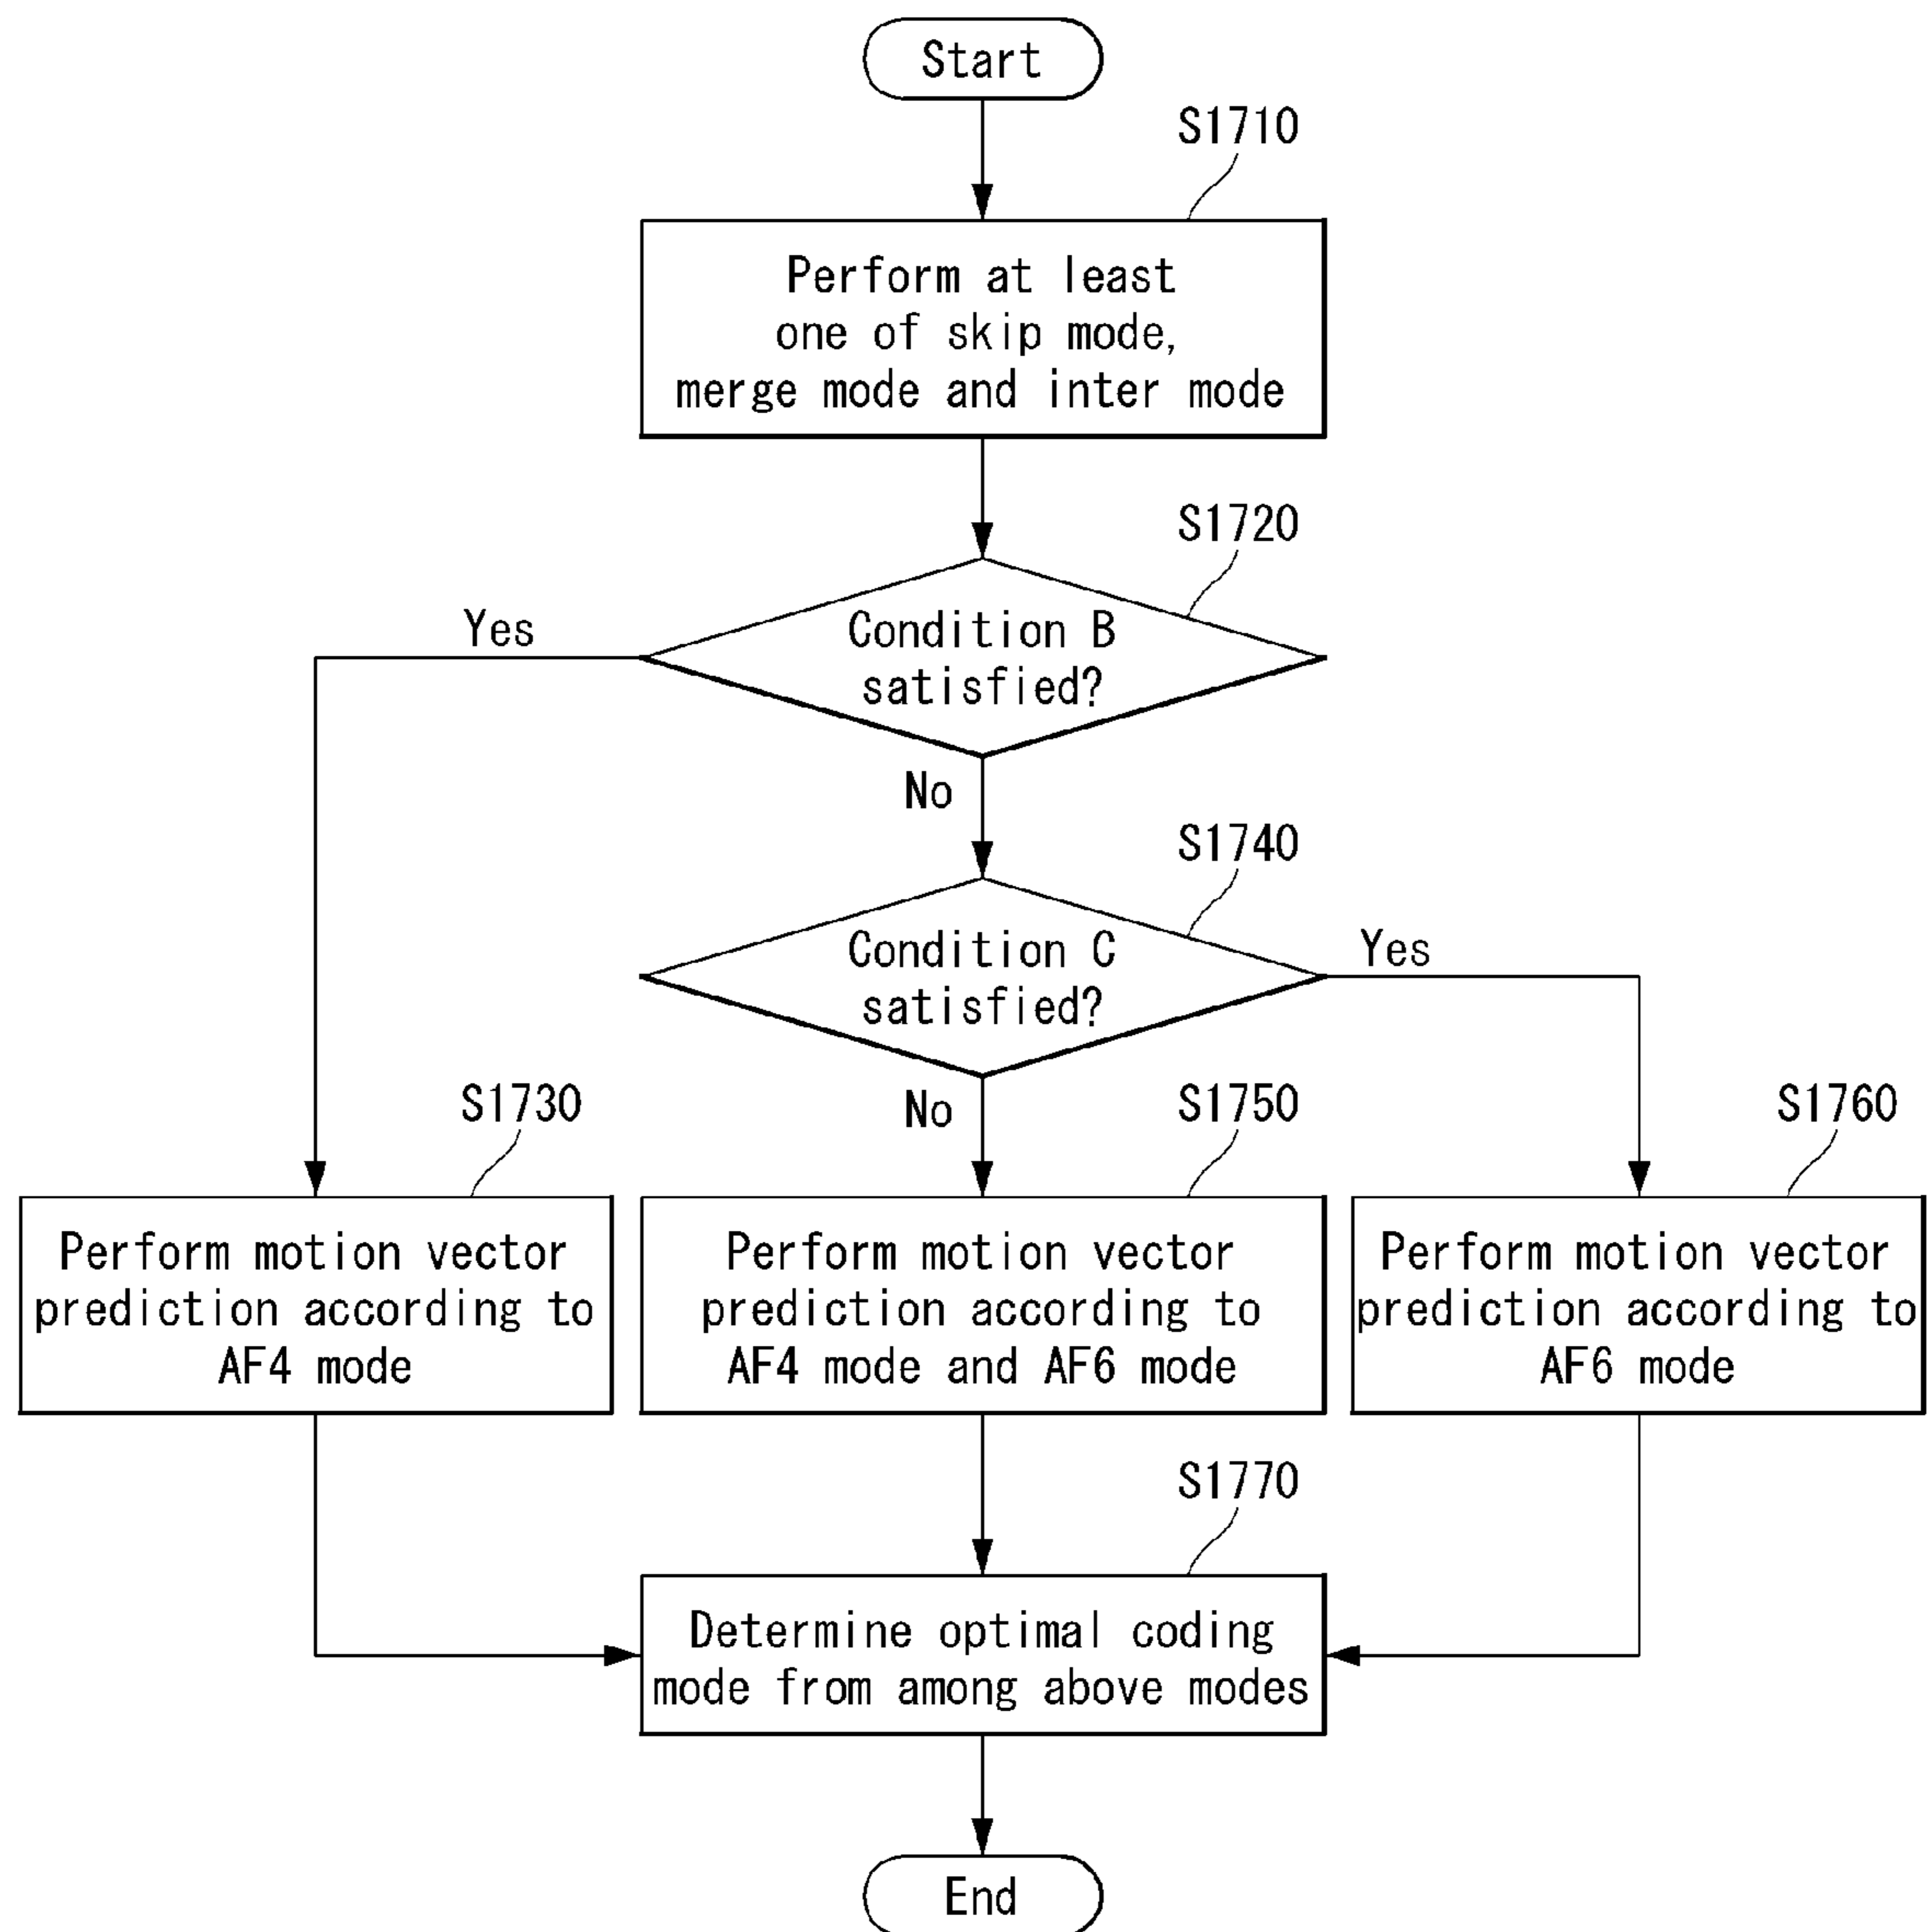 Start
S1710
Perform at least
one of skip mode,
merge mode and inter mode
S1720
Condition B
satisfied?
Yes
No
S1740
Condition C
satisfied?
Yes
No
S1730
Perform motion vector
prediction according to
AF4 mode
S1750
Perform motion vector
prediction according to
AF4 mode and AF6 mode
S1760
Perform motion vector
prediction according to
AF6 mode
S1770
Determine optimal coding
mode from among above modes
End